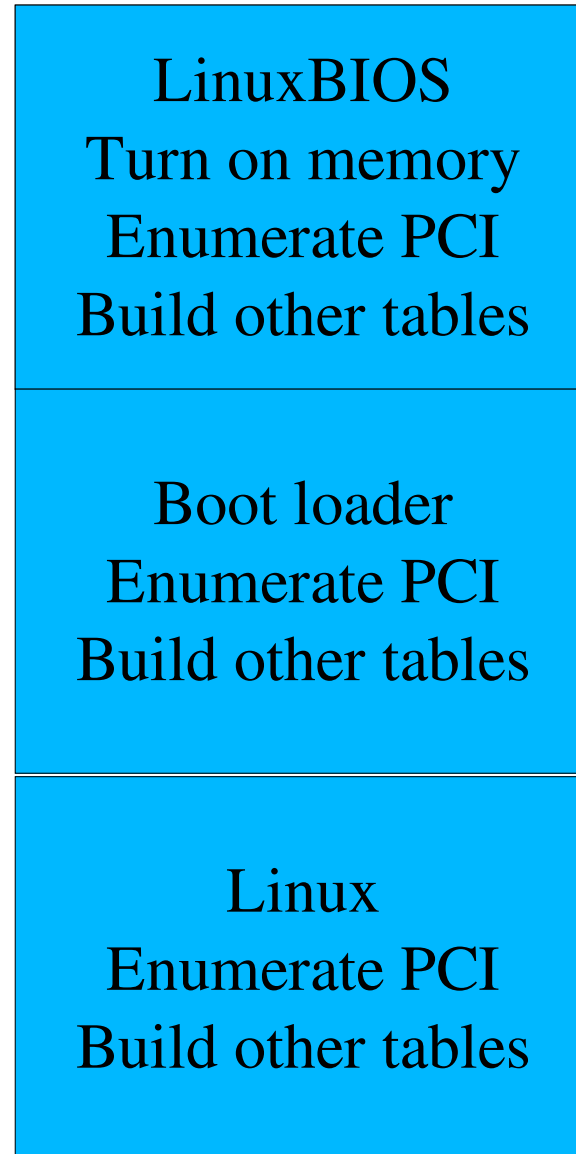 LinuxBIOS
Turn on memory
Enumerate PCI
Build other tables
Boot loader
Enumerate PCI
Build other tables
Linux
Enumerate PCI
Build other tables